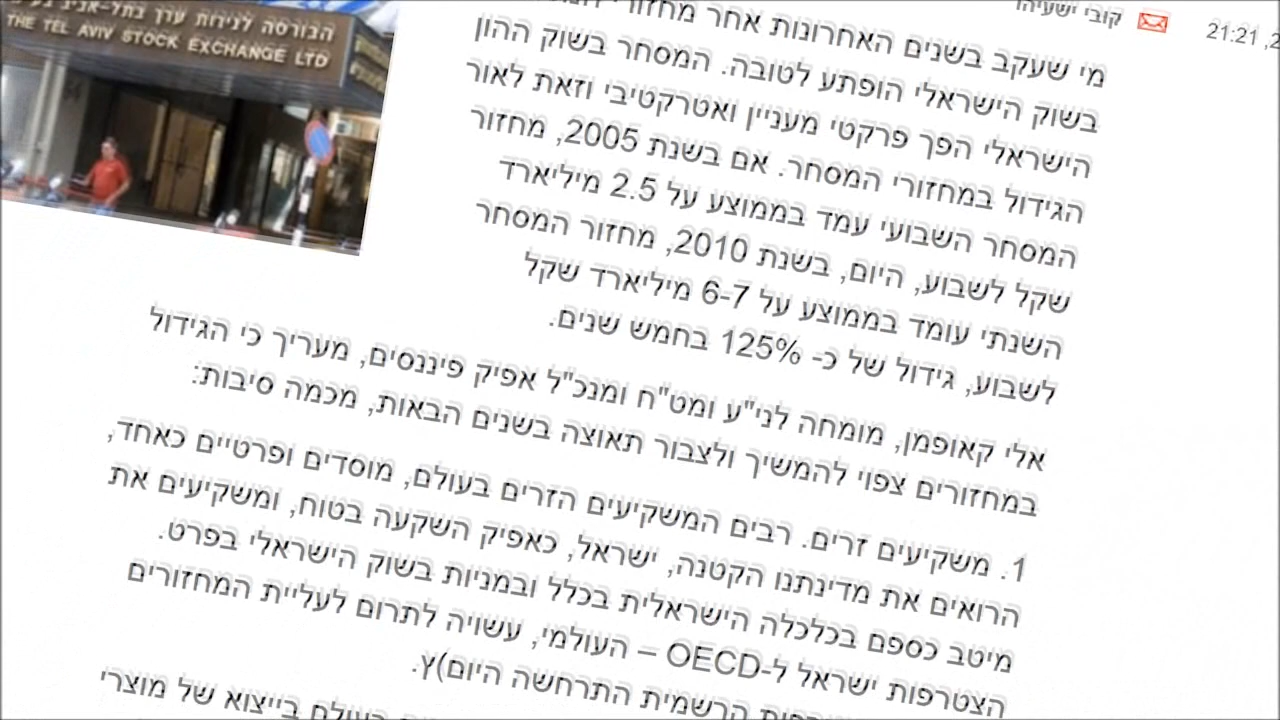 הבורסה לניירות ערך בתל-אביב
THE TEL AVIV STOCK EXCHANGE LTD
קובי ישעיהו
21:21 ,2
מי שעקב בשנים האחרונות אחר מחזורי
בשוק הישראלי הופתע לטובה. המסחר בשוק ההון
הישראלי הפך פרקטי מעניין ואטרקטיבי וזאת לאור
הגידול במחזורי המסחר. אם בשנת 2005, מחזור
המסחר השבועי עמד בממוצע על 2.5 מיליארד
שקל לשבוע, היום, בשנת 2010, מחזור המסחר
השנתי עומד בממוצע על 6-7 מיליארד שקל
לשבוע, גידול של כ- 125% בחמש שנים.
אלי קאופמן, מומחה לני"ע ומט"ח ומנכ"ל אפיק פיננסים, מעריך כי הגידול
במחזורים צפוי להמשיך ולצבור תאוצה בשנים הבאות, מכמה סיבות:
1. משקיעים זרים. רבים המשקיעים הזרים בעולם, מוסדים ופרטיים כאחד,
הרואים את מדינתנו הקטנה, ישראל, כאפיק השקעה בטוח, ומשקיעים את
מיטב כספם בכלכלה הישראלית בכלל ובמניות בשוק הישראלי בפרט.
הצטרפות ישראל ל-OECD – העולמי, עשויה לתרום לעליית המחזורים
הרשמית התרחשה היום)ץ.
בעולם בייצוא של מוצרי